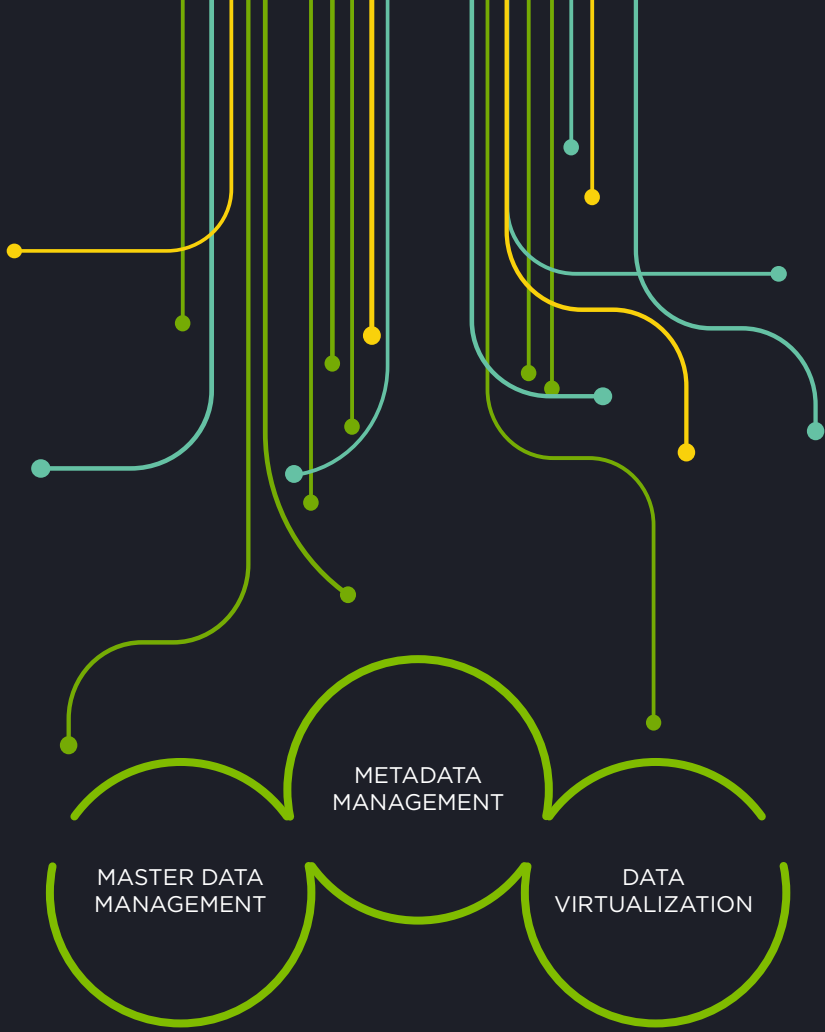 METADATA
MANAGEMENT
MASTER DATA
MANAGEMENT
DATA
VIRTUALIZATION